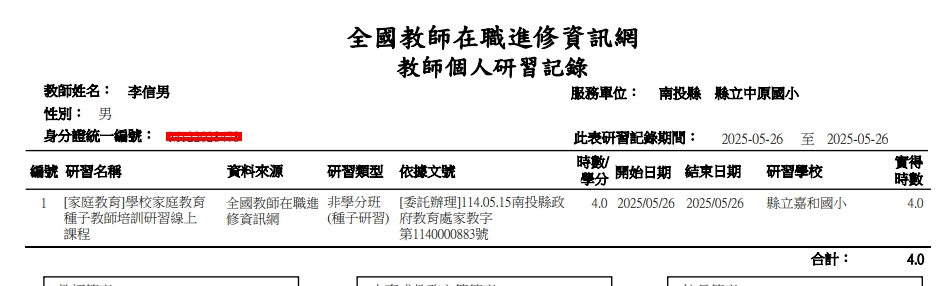 全國教師在職進修資訊網
教師個人研習記錄
教師姓名： 李信男
服務單位： 南投縣 縣立中原國小
性別： 男
身分證統一編號：
此表研習記錄期間： 2025-05-26 至 2025-05-26
編號 研習名稱 資料來源 研習類型 依據文號 時數/學分 開始日期 結束日期 研習學校 實得時數
1 [家庭教育]學校家庭教育 全國教師在職進 非學分班 [委託辦理]114.05.15南投縣政 4.0 2025/05/26 2025/05/26 縣立嘉和國小 4.0
種子教師培訓研習線上 修資訊網 (種子研習) 府教育處家教字
課程 第1140000883號
合計： 4.0